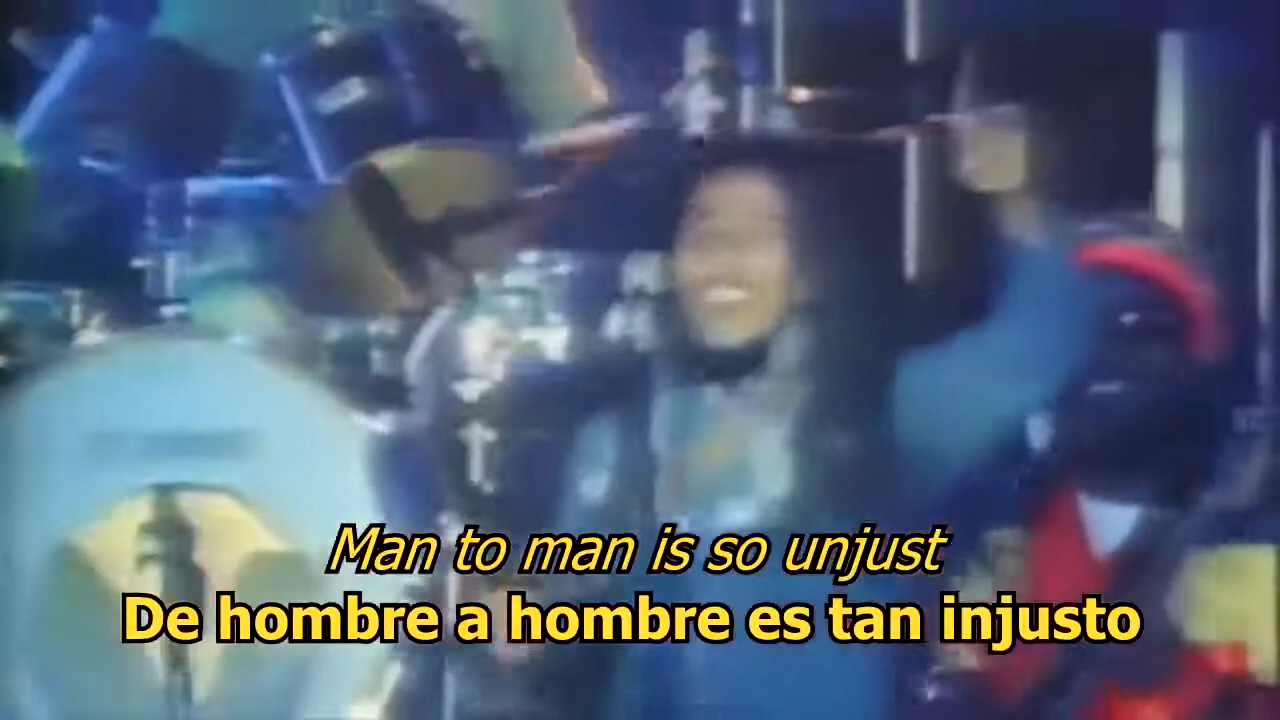 Man to man is so unjust
De hombre a hombre es tan injusto